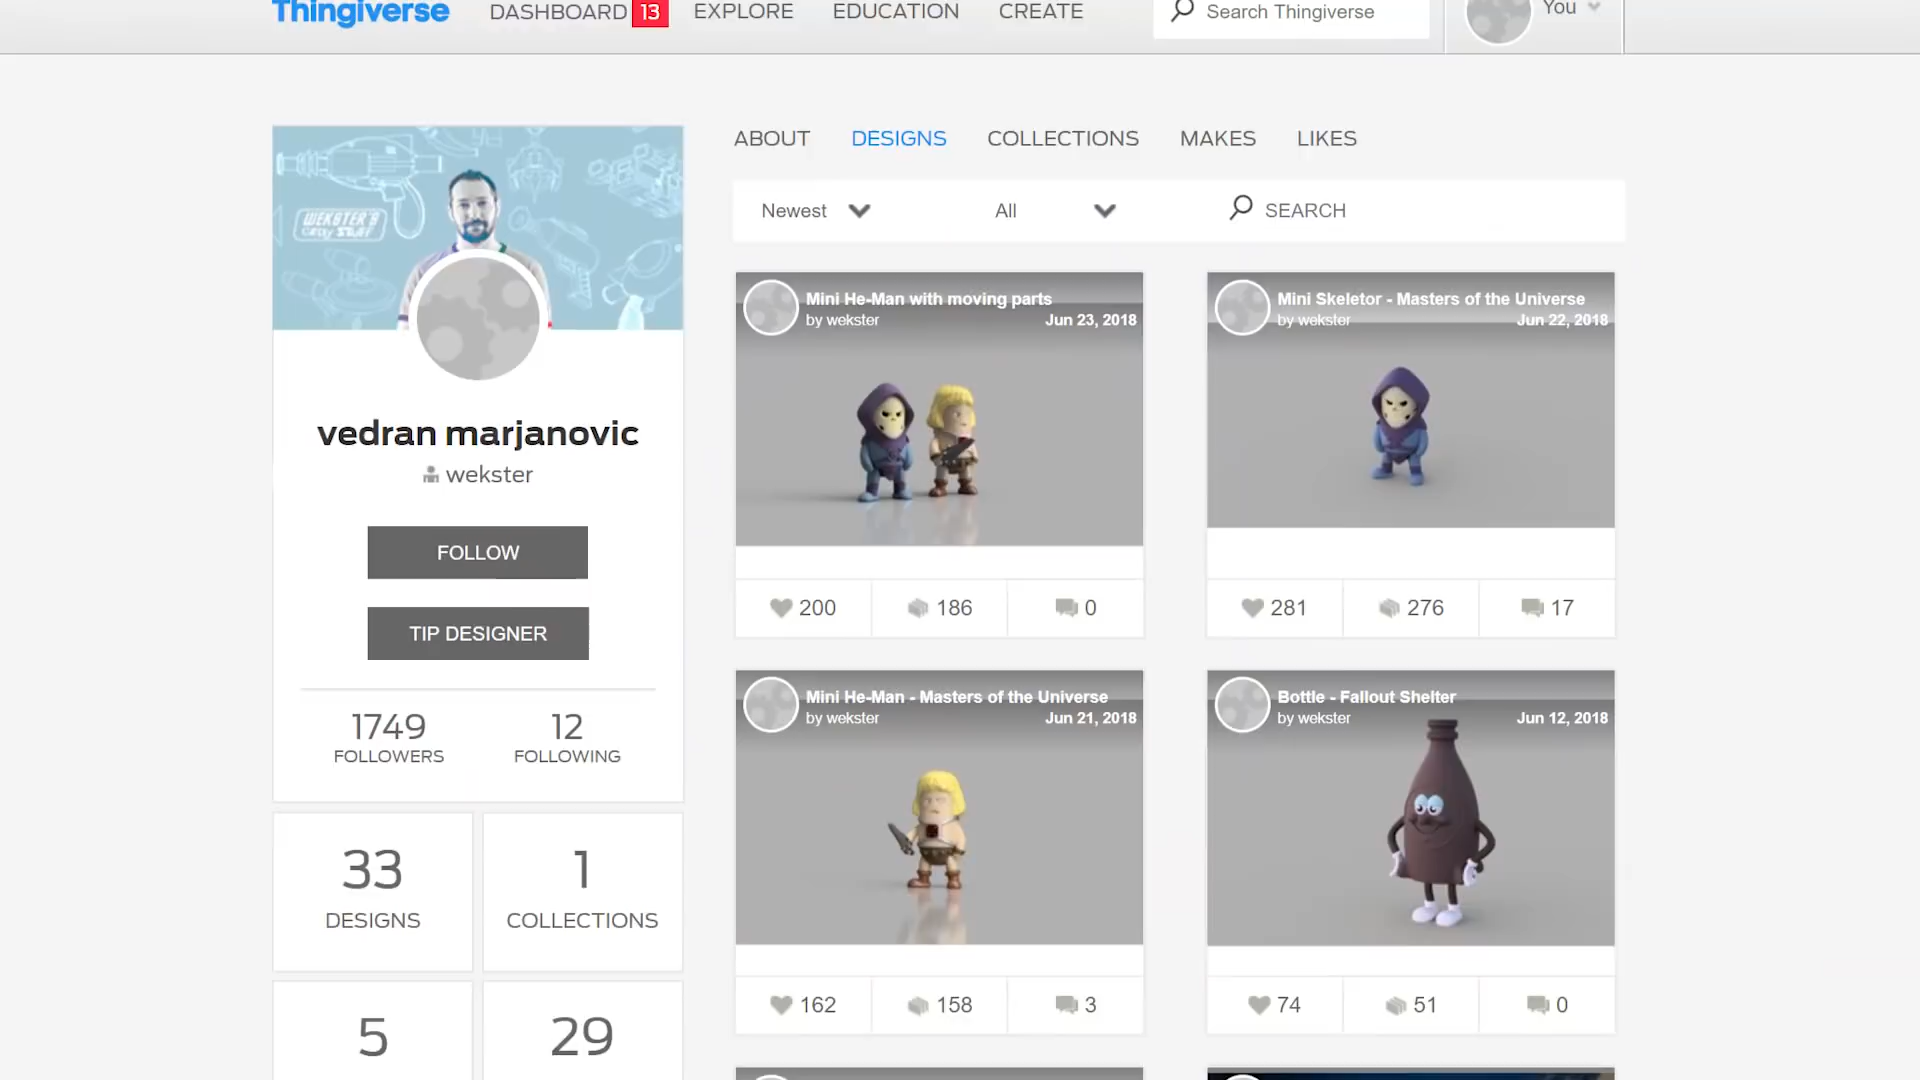 Thingiverse
DASHBOARD 13
EXPLORE
EDUCATION
CREATE
Search Thingiverse
You
WEKSTER'S
vedran marjanovic
wekster
FOLLOW
TIP DESIGNER
1749
FOLLOWERS
12
FOLLOWING
33
DESIGNS
1
COLLECTIONS
5
29
ABOUT
DESIGNS
COLLECTIONS
MAKES
LIKES
Newest
All
SEARCH
Mini He-Man with moving parts
by wekster
Jun 23, 2018
200
186
0
Mini Skeletor - Masters of the Universe
by wekster
Jun 22, 2018
281
276
17
Mini He-Man - Masters of the Universe
by wekster
Jun 21, 2018
162
158
3
Bottle - Fallout Shelter
by wekster
Jun 12, 2018
74
51
0